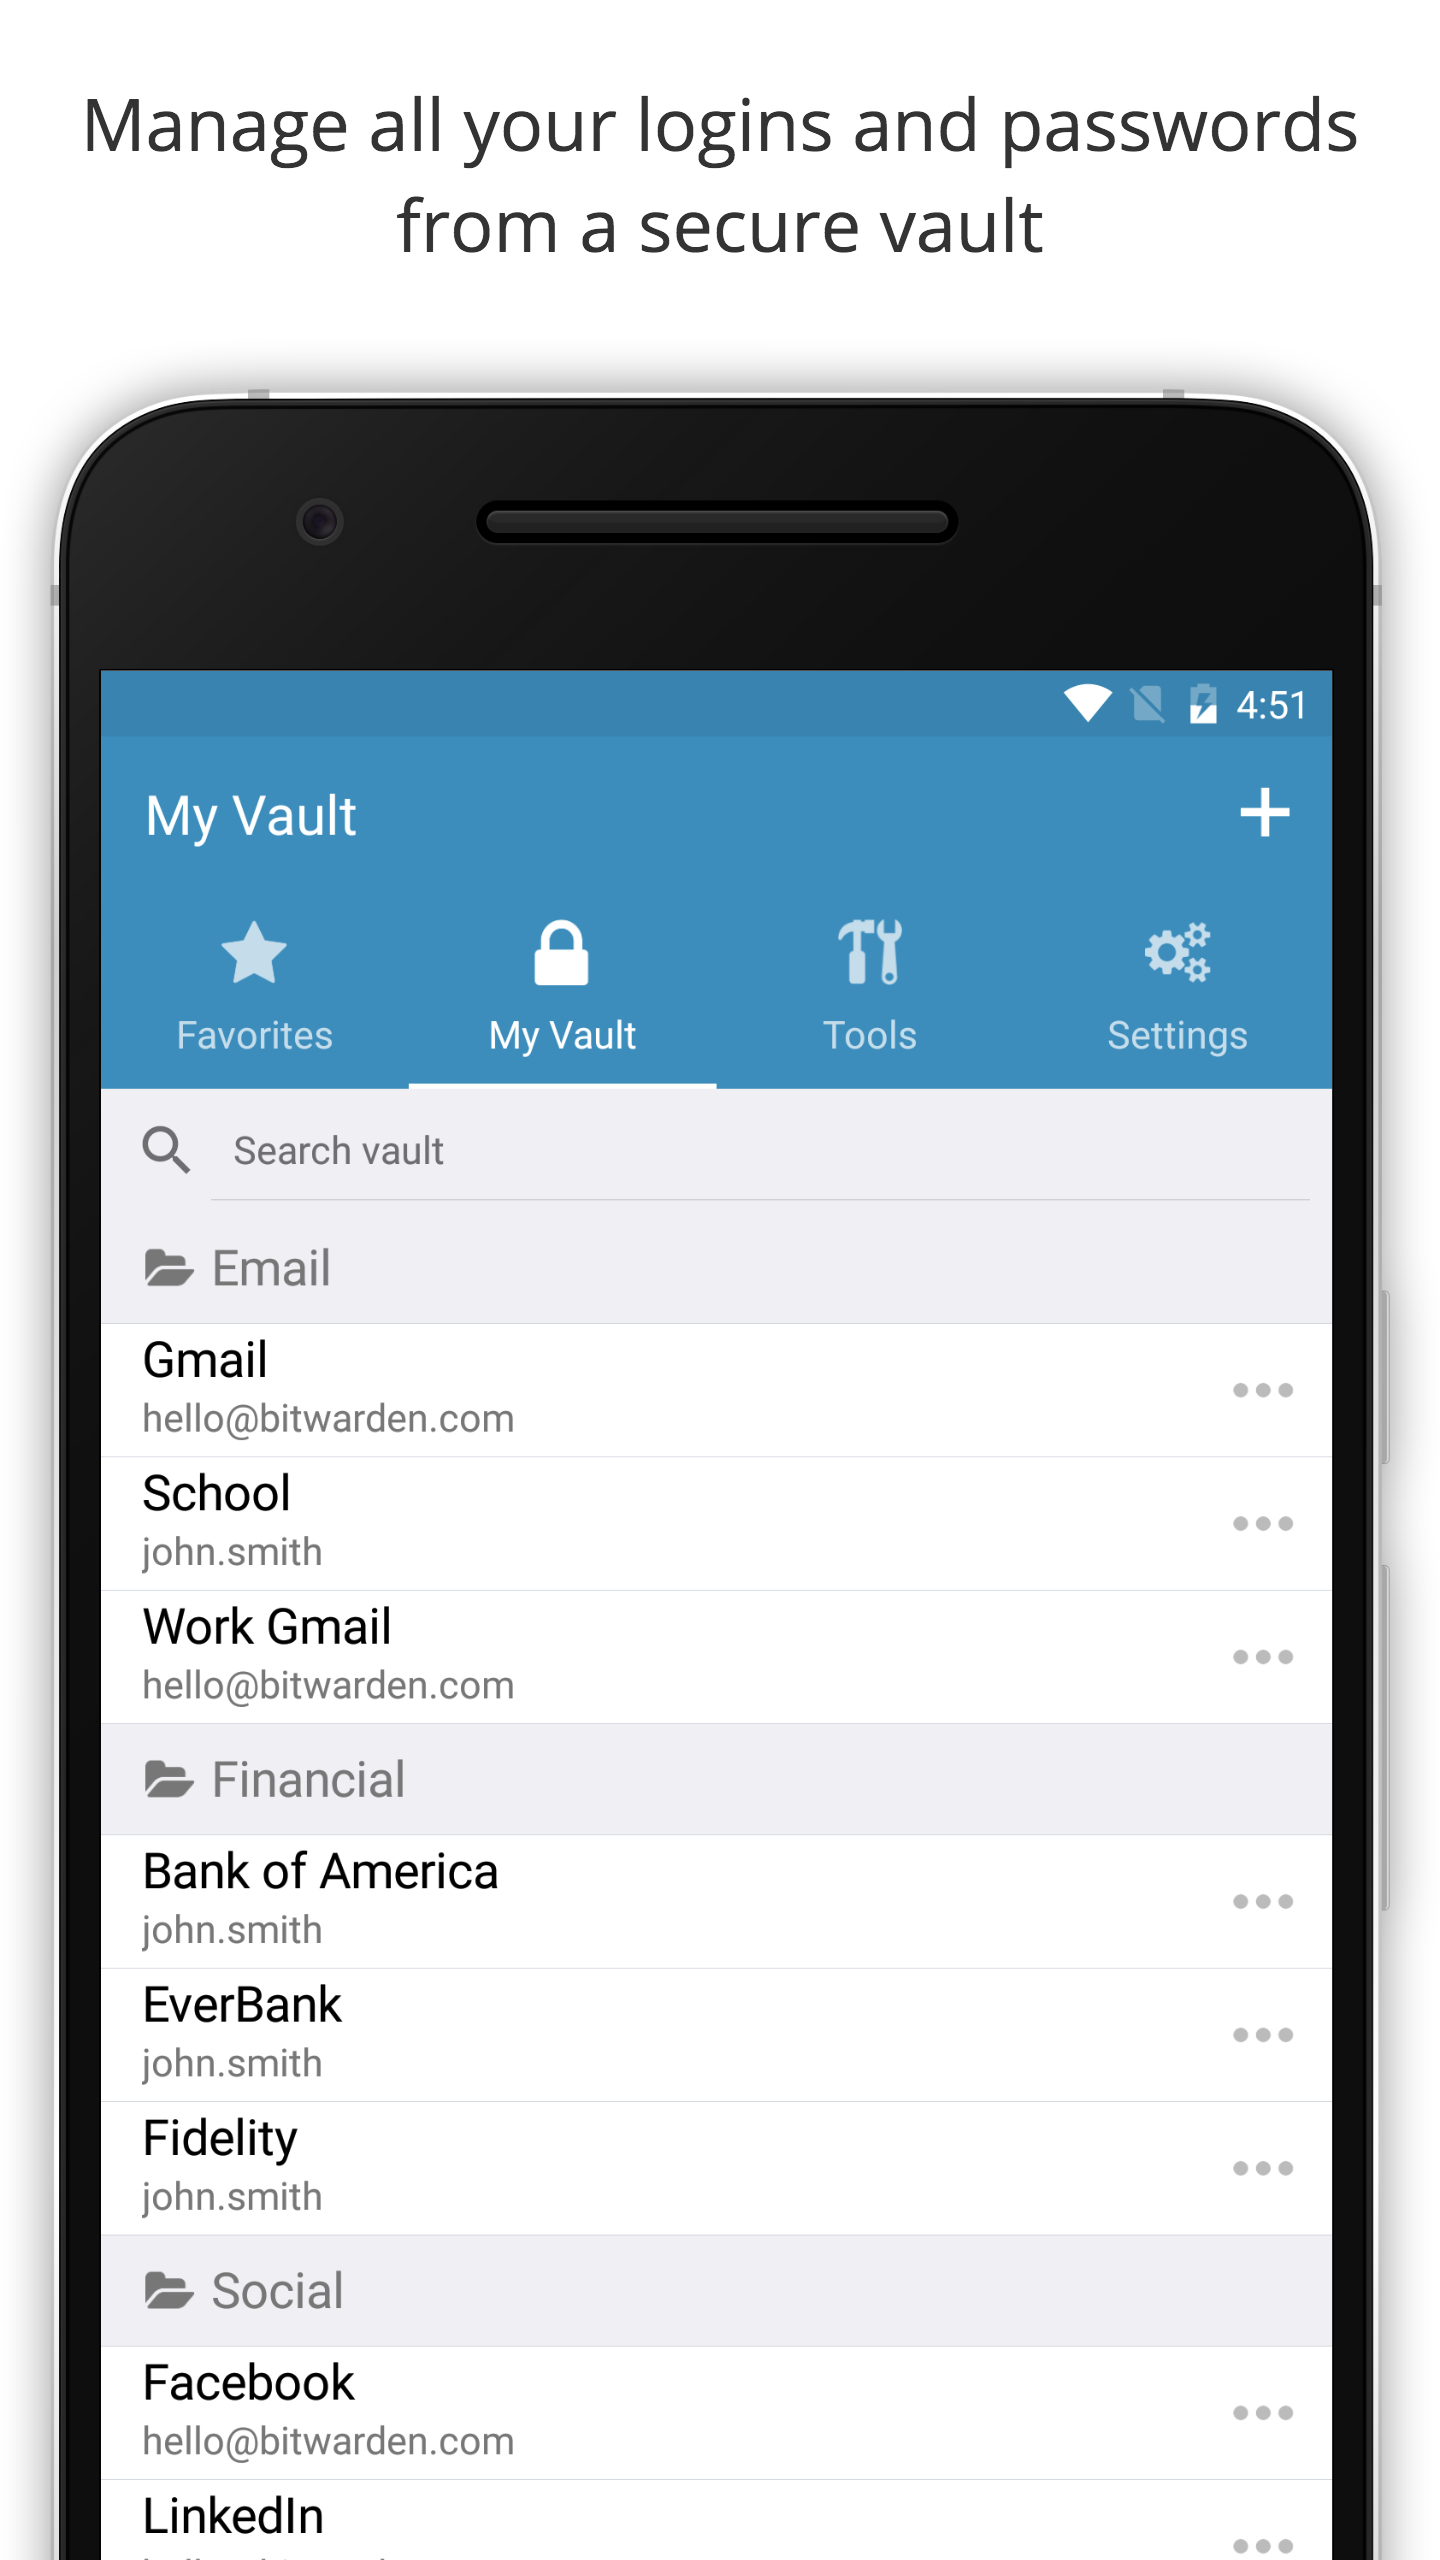 Manage all your logins and passwords
from a secure vault
4:51
My Vault
Favorites My Vault Tools Settings
Search vault
Email
Gmail
hello@bitwarden.com
School
john.smith
Work Gmail
hello@bitwarden.com
Financial
Bank of America
john.smith
EverBank
john.smith
Fidelity
john.smith
Social
Facebook
hello@bitwarden.com
LinkedIn